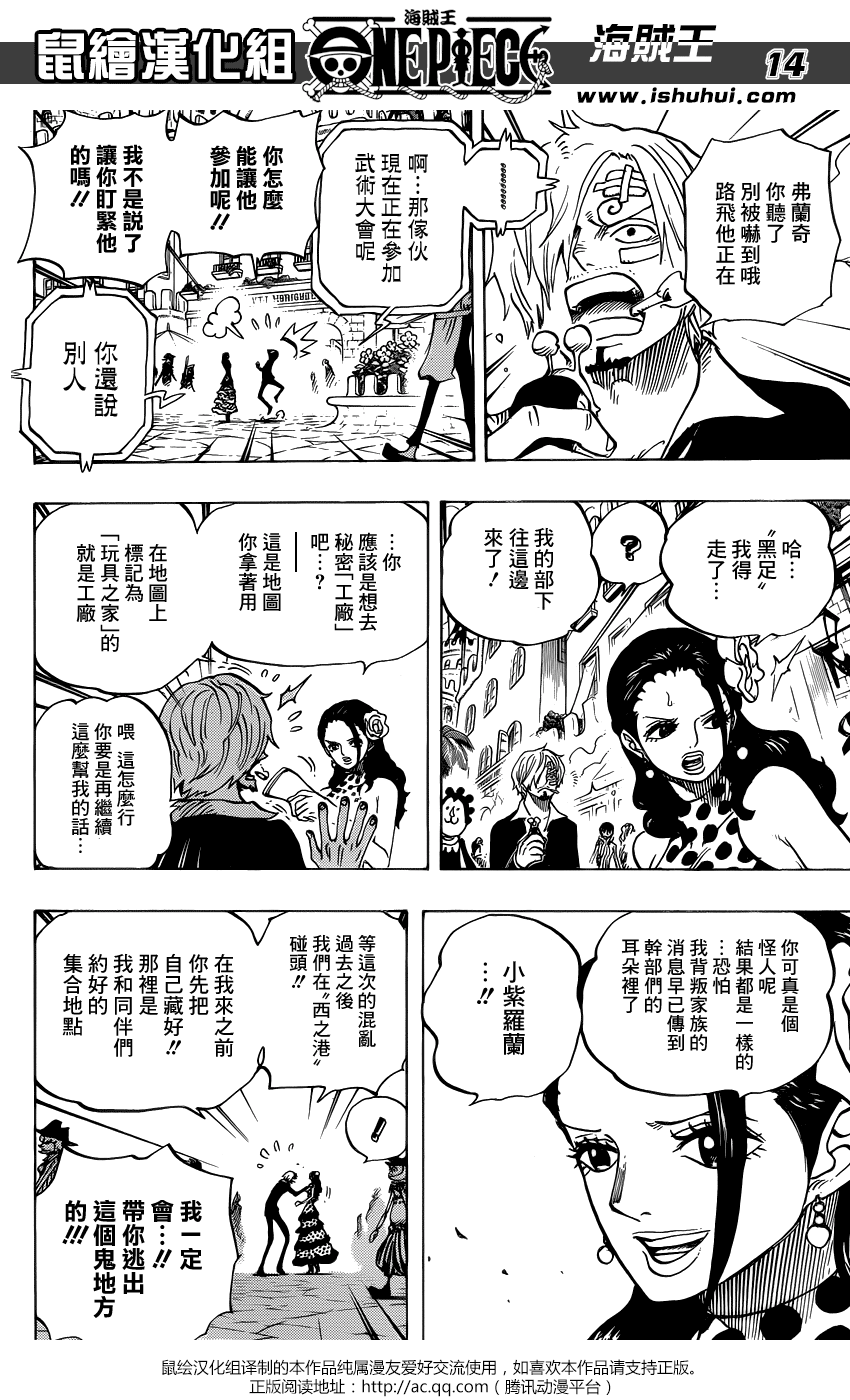 鼠繪漢化組
海賊王
ONE PIECE
海賊王
14
www.ishuhui.com
弗蘭奇
你聽了
別被嚇到哦
路飛他正在
………………
啊…那傢伙
現在正在參加
武術大會呢
你怎麼
能讓他
參加呢!!
我不是說了
讓你盯緊他
的嗎!!
你還說
別人
哈…
〝黑足〞
我得
走了…
?
我的部下
往這邊
來了!
…你
應該是想去
秘密「工廠」
吧…?
這是地圖
你拿著用
在地圖上
標記為
「玩具之家」的
就是工廠
喂 這怎麼行
你要是再繼續
這麼幫我的話…
你可真是個
怪人呢
結果都是一樣的
…恐怕
我背叛家族的
消息早已傳到
幹部們的
耳朵裡了
小紫羅蘭
…!!
等這次的混亂
過去之後
我們在〝西之港〞
碰頭!!
在我來之前
你先把
自己藏好!!
那裡是
我和同伴們
約好的
集合地點
!
我一定
會…!!
帶你逃出
這個鬼地方
的!!!
鼠绘汉化组译制的本作品纯属漫友爱好交流使用，如喜欢本作品请支持正版。
正版阅读地址：http://ac.qq.com（腾讯动漫平台）